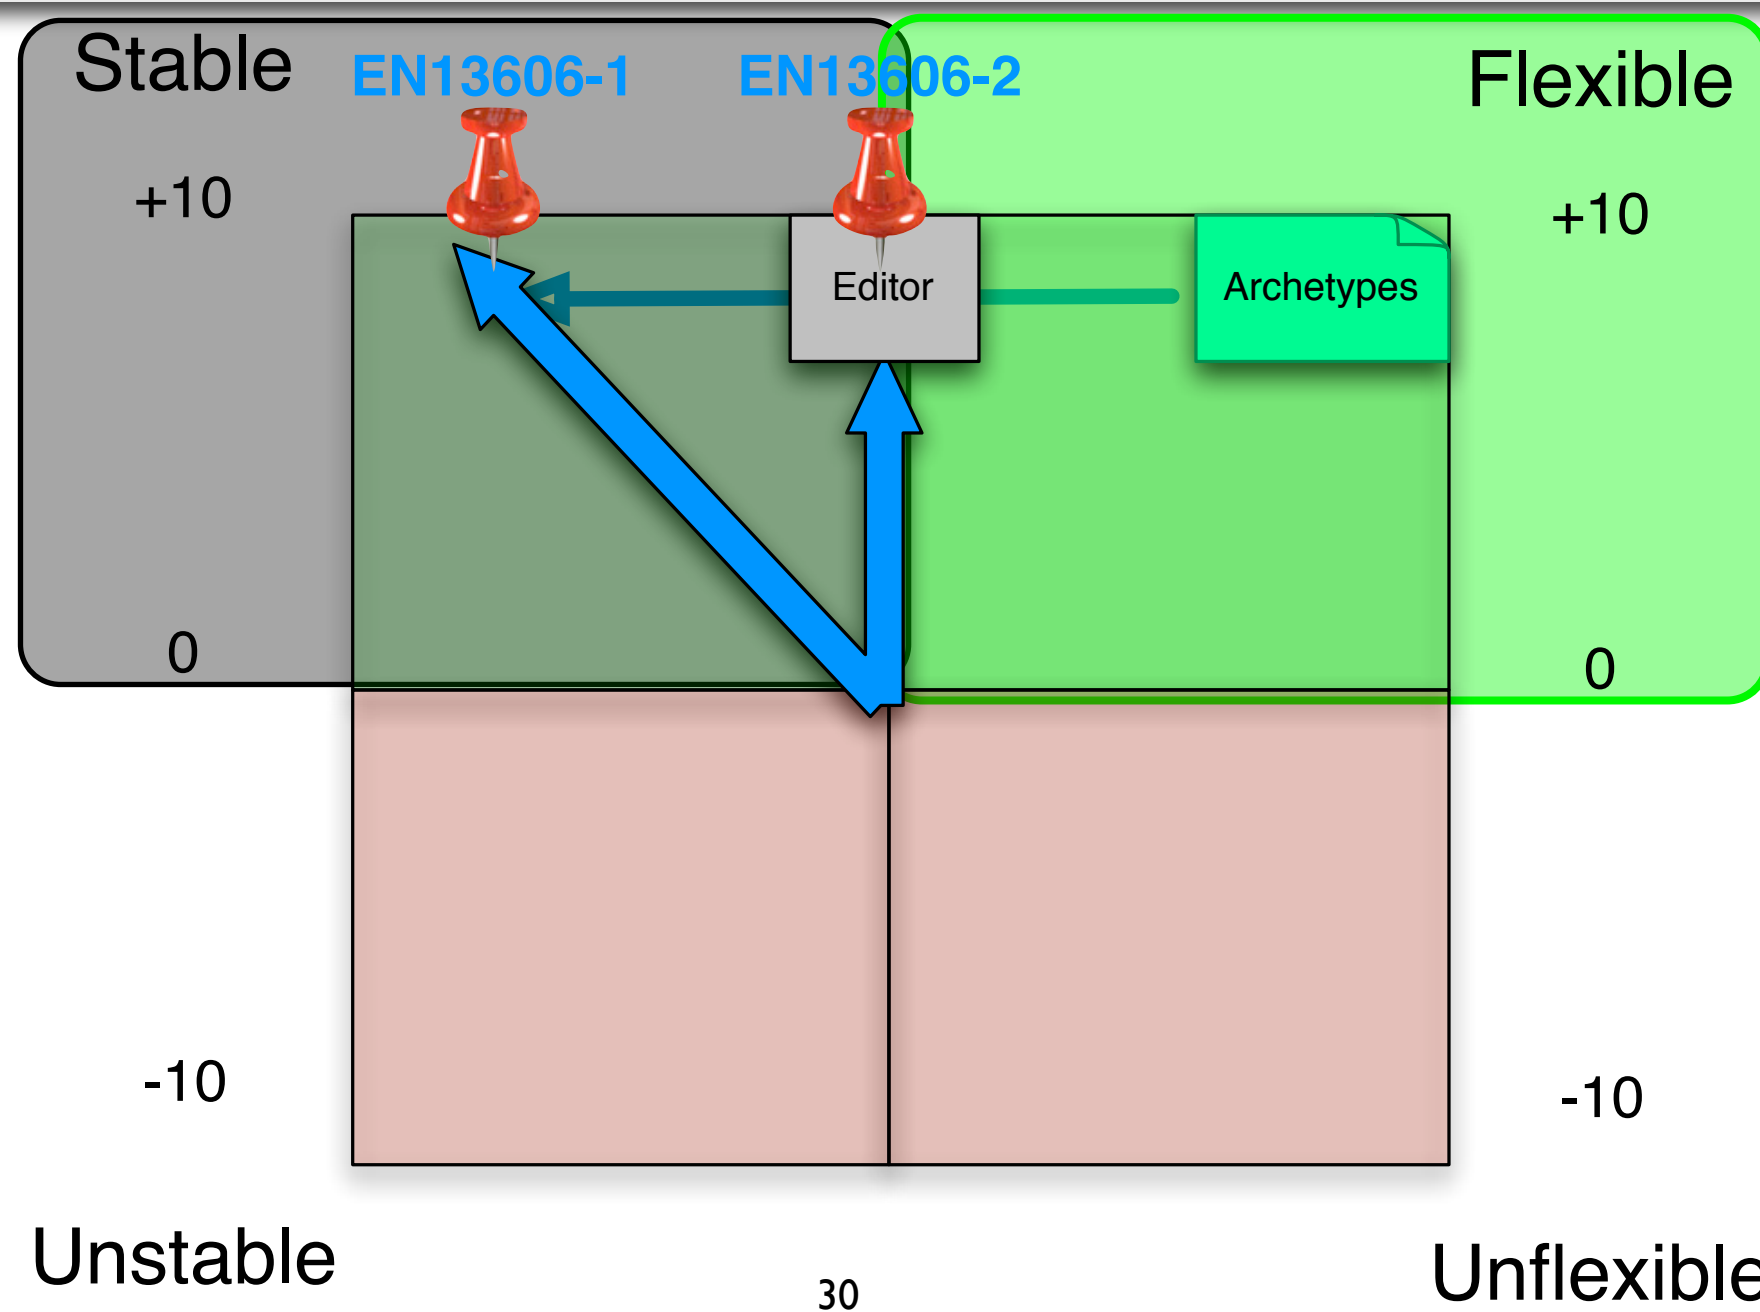 Stable
EN13606-1
EN13606-2
Flexible
+10
+10
Editor
Archetypes
0
0
-10
-10
Unstable
Unflexible
30